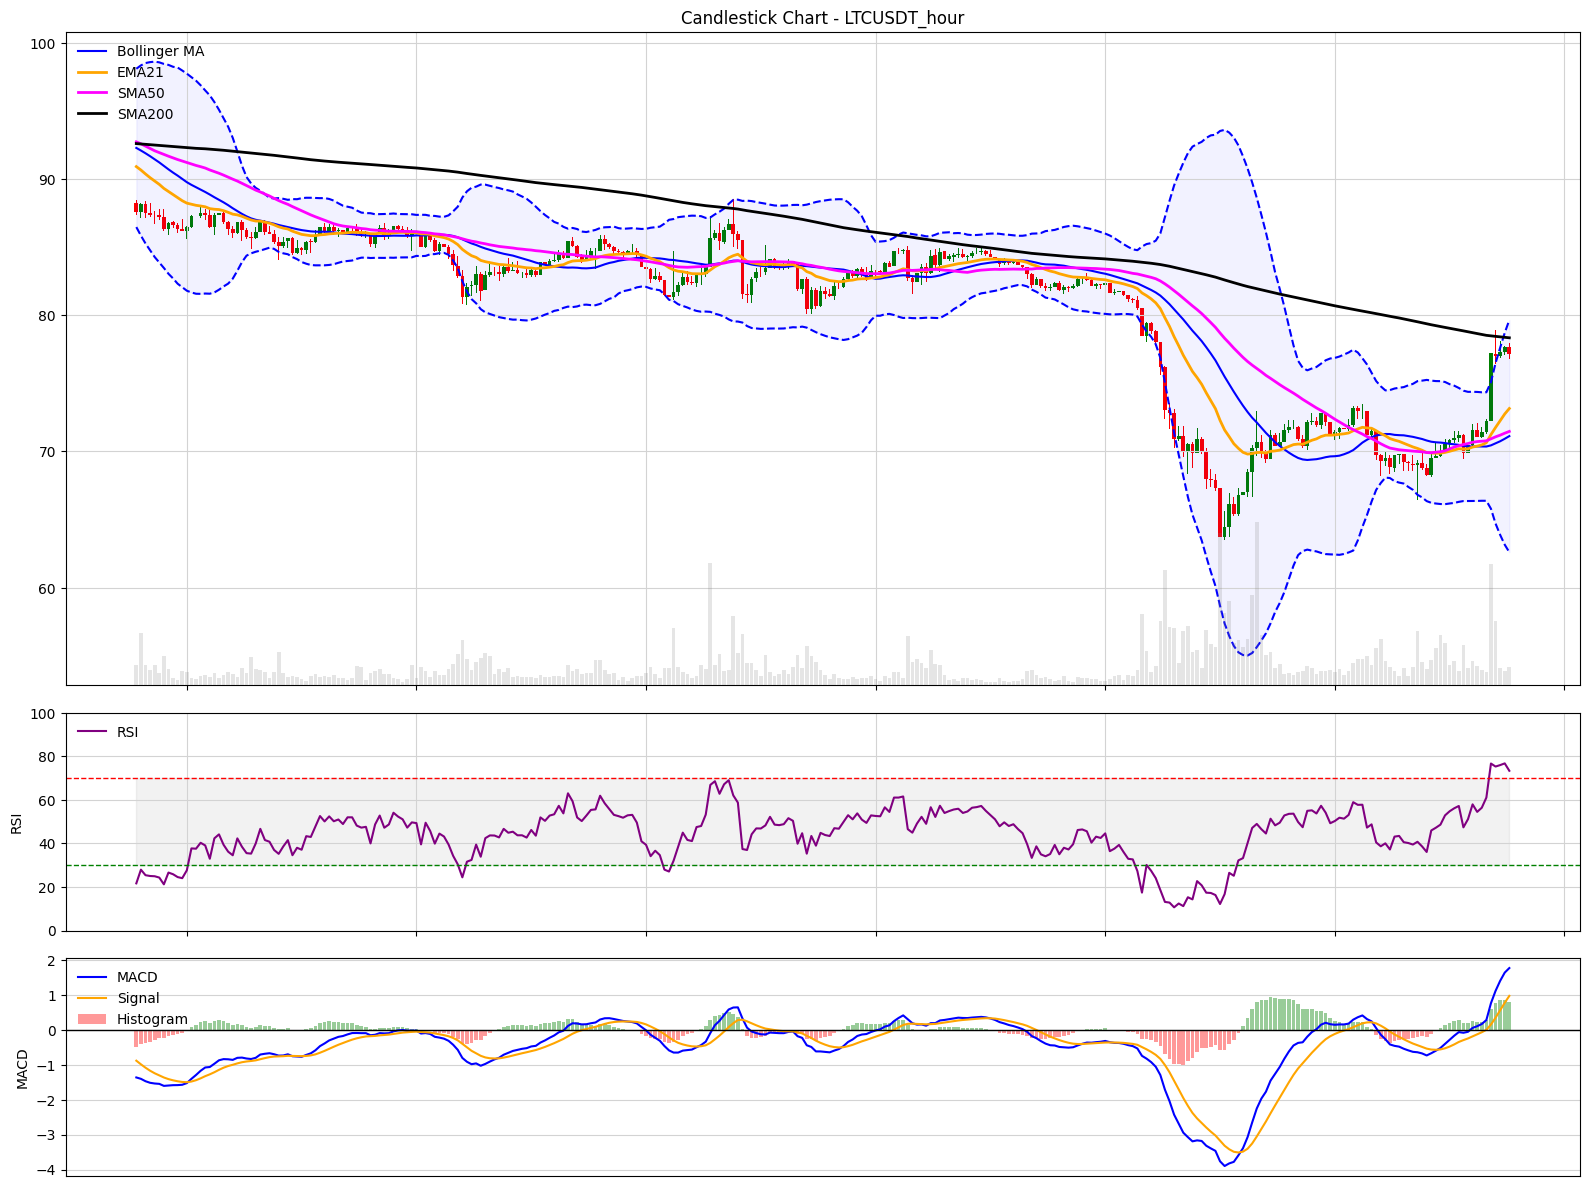 Candlestick Chart - LTCUSDT_hour
100
90
80
70
60
Bollinger MA
EMA21
SMA50
SMA200
100
80
60
40
20
0
RSI
RSI
2
1
0
−1
−2
−3
−4
MACD
MACD
Signal
Histogram